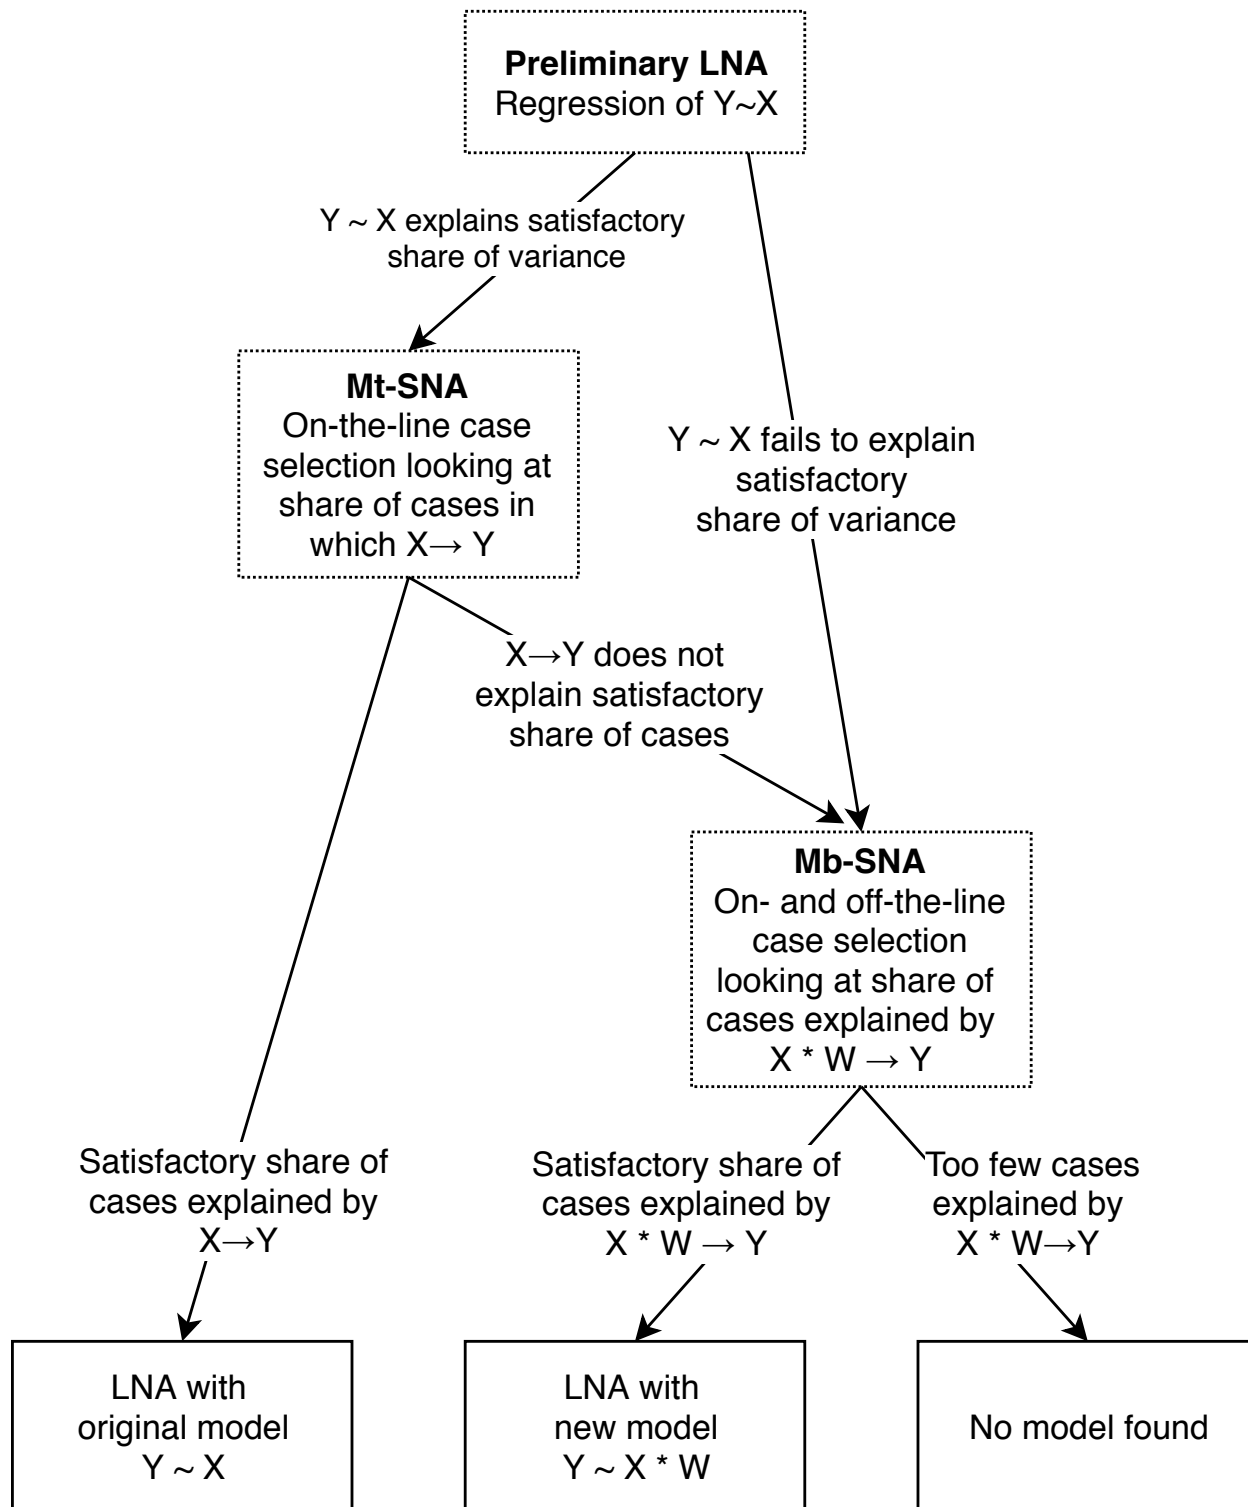 Preliminary LNA
Regression of Y~X
Y ~ X explains satisfactory
share of variance
Mt-SNA
On-the-line case
selection looking at
share of cases in
which X→ Y
Y ~ X fails to explain
satisfactory
share of variance
X→Y does not
explain satisfactory
share of cases
Mb-SNA
On- and off-the-line
case selection
looking at share of
cases explained by
X * W → Y
Satisfactory share of
cases explained by
X→Y
Satisfactory share of
cases explained by
X * W → Y
Too few cases
explained by
X * W→Y
LNA with
original model
Y ~ X
LNA with
new model
Y ~ X * W
No model found